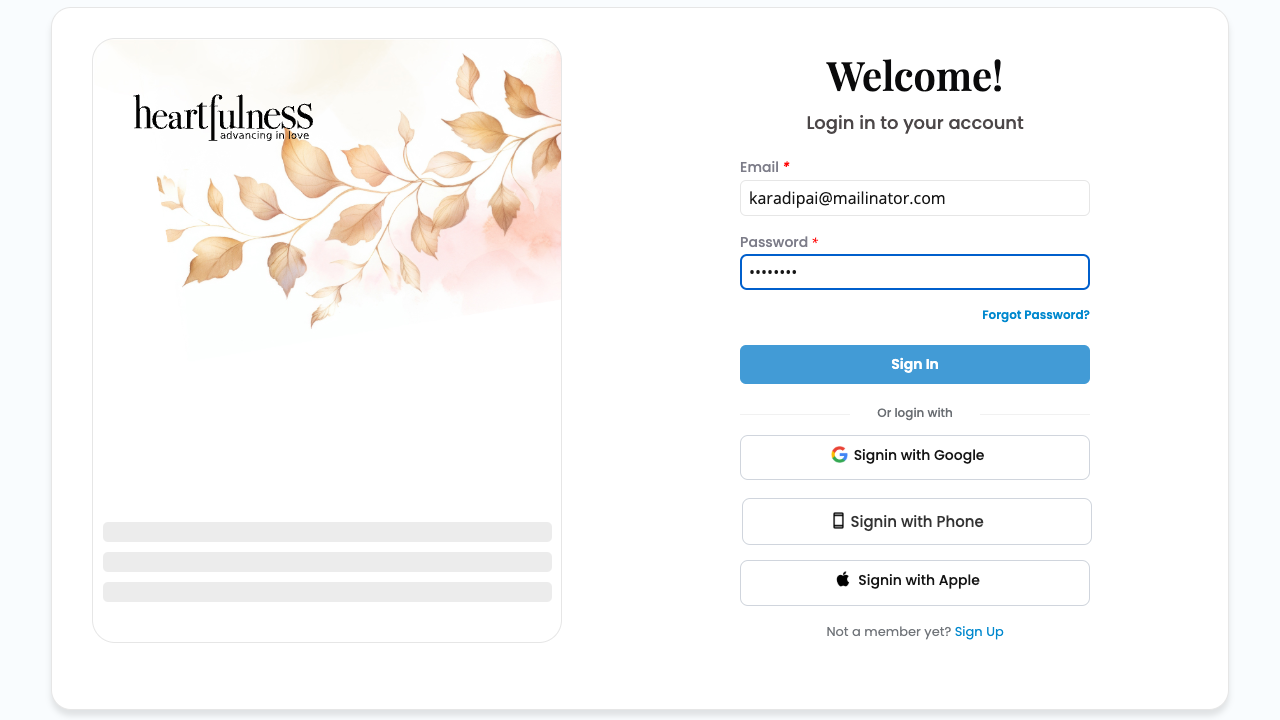 heartfulness
advancing in love
Welcome!
Login in to your account
Email *
karadipai@mailinator.com
Password *
••••••••
Forgot Password?
Sign In
Or login with
Signin with Google
Signin with Phone
Signin with Apple
Not a member yet? Sign Up